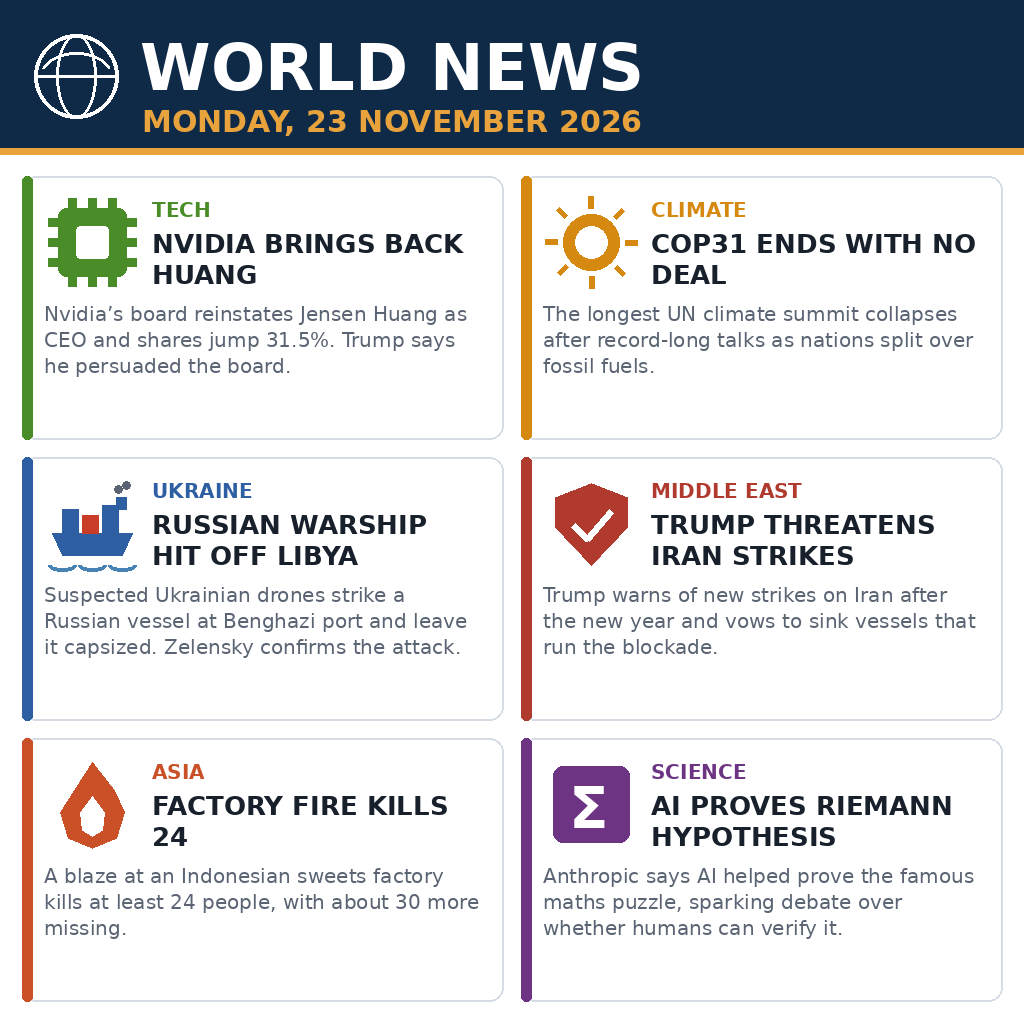 WORLD NEWS
MONDAY, 23 NOVEMBER 2026
TECH
NVIDIA BRINGS BACK
HUANG
Nvidia’s board reinstates Jensen Huang as
CEO and shares jump 31.5%. Trump says
he persuaded the board.
CLIMATE
COP31 ENDS WITH NO
DEAL
The longest UN climate summit collapses
after record-long talks as nations split over
fossil fuels.
UKRAINE
RUSSIAN WARSHIP
HIT OFF LIBYA
Suspected Ukrainian drones strike a
Russian vessel at Benghazi port and leave
it capsized. Zelensky confirms the attack.
MIDDLE EAST
TRUMP THREATENS
IRAN STRIKES
Trump warns of new strikes on Iran after
the new year and vows to sink vessels that
run the blockade.
ASIA
FACTORY FIRE KILLS
24
A blaze at an Indonesian sweets factory
kills at least 24 people, with about 30 more
missing.
Σ
SCIENCE
AI PROVES RIEMANN
HYPOTHESIS
Anthropic says AI helped prove the famous
maths puzzle, sparking debate over
whether humans can verify it.